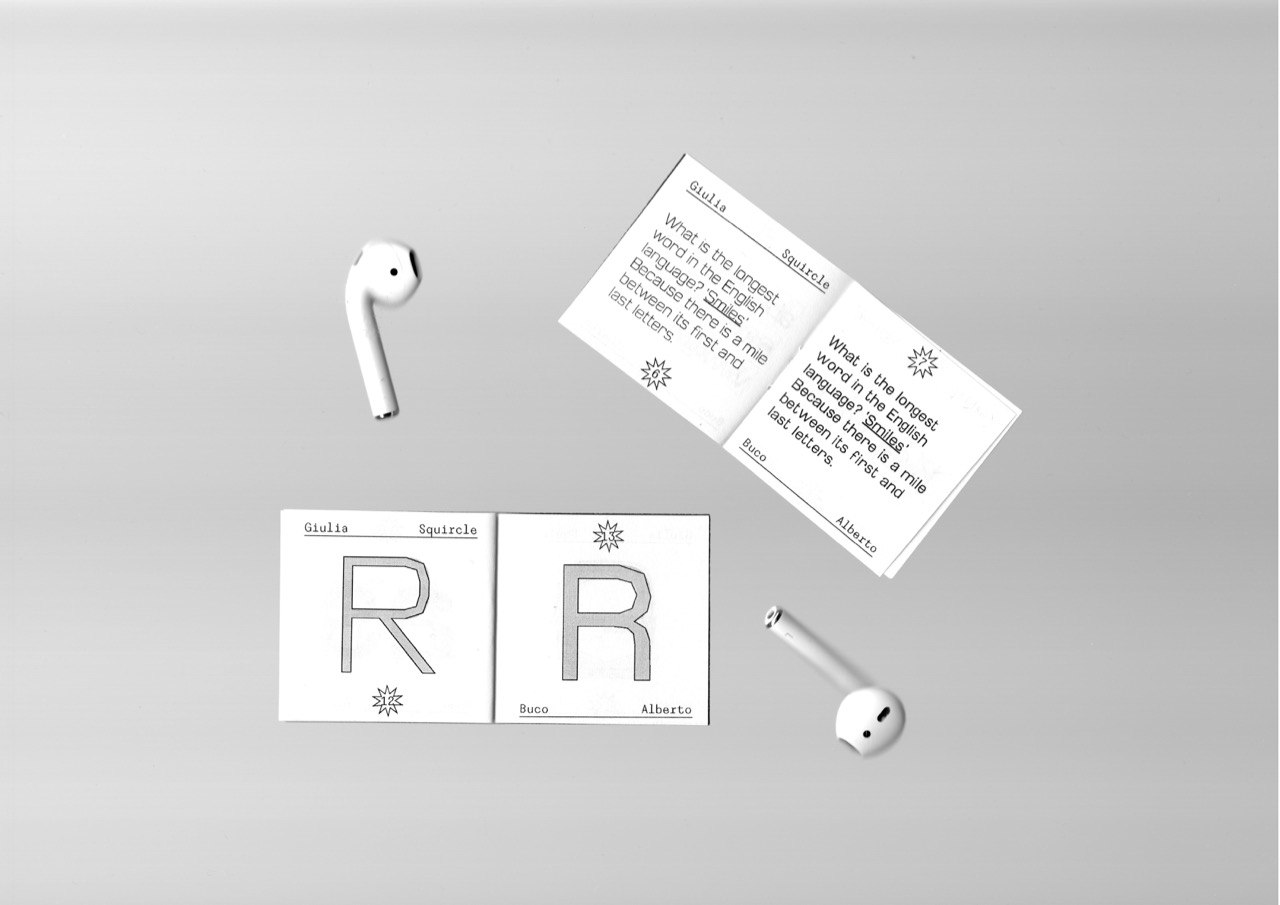 Giulia
Squircle
What is the longest
word in the English
language? 'Smiles'
Because there is a mile
between its first and
last letters.
6
7
What is the longest
word in the English
language? 'Smiles'
Because there is a mile
between its first and
last letters.
Buco
Alberto
Giulia Squircle
R
12
13
R
Buco Alberto